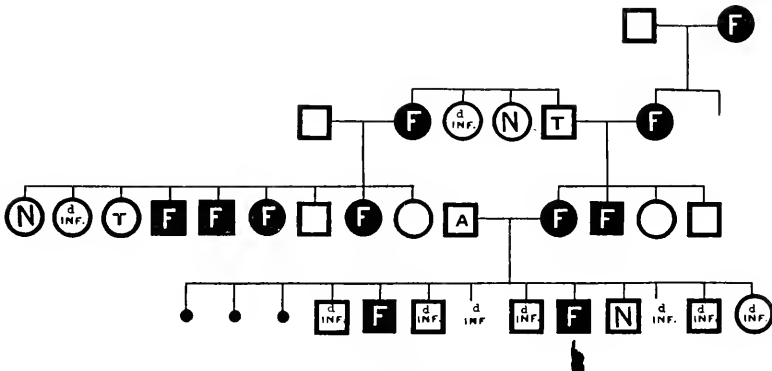 F
F d INF. N T F
N d INF. T F F F F A F F
d INF. F d INF. d INF d INF. F N d INF. d INF. d INF.